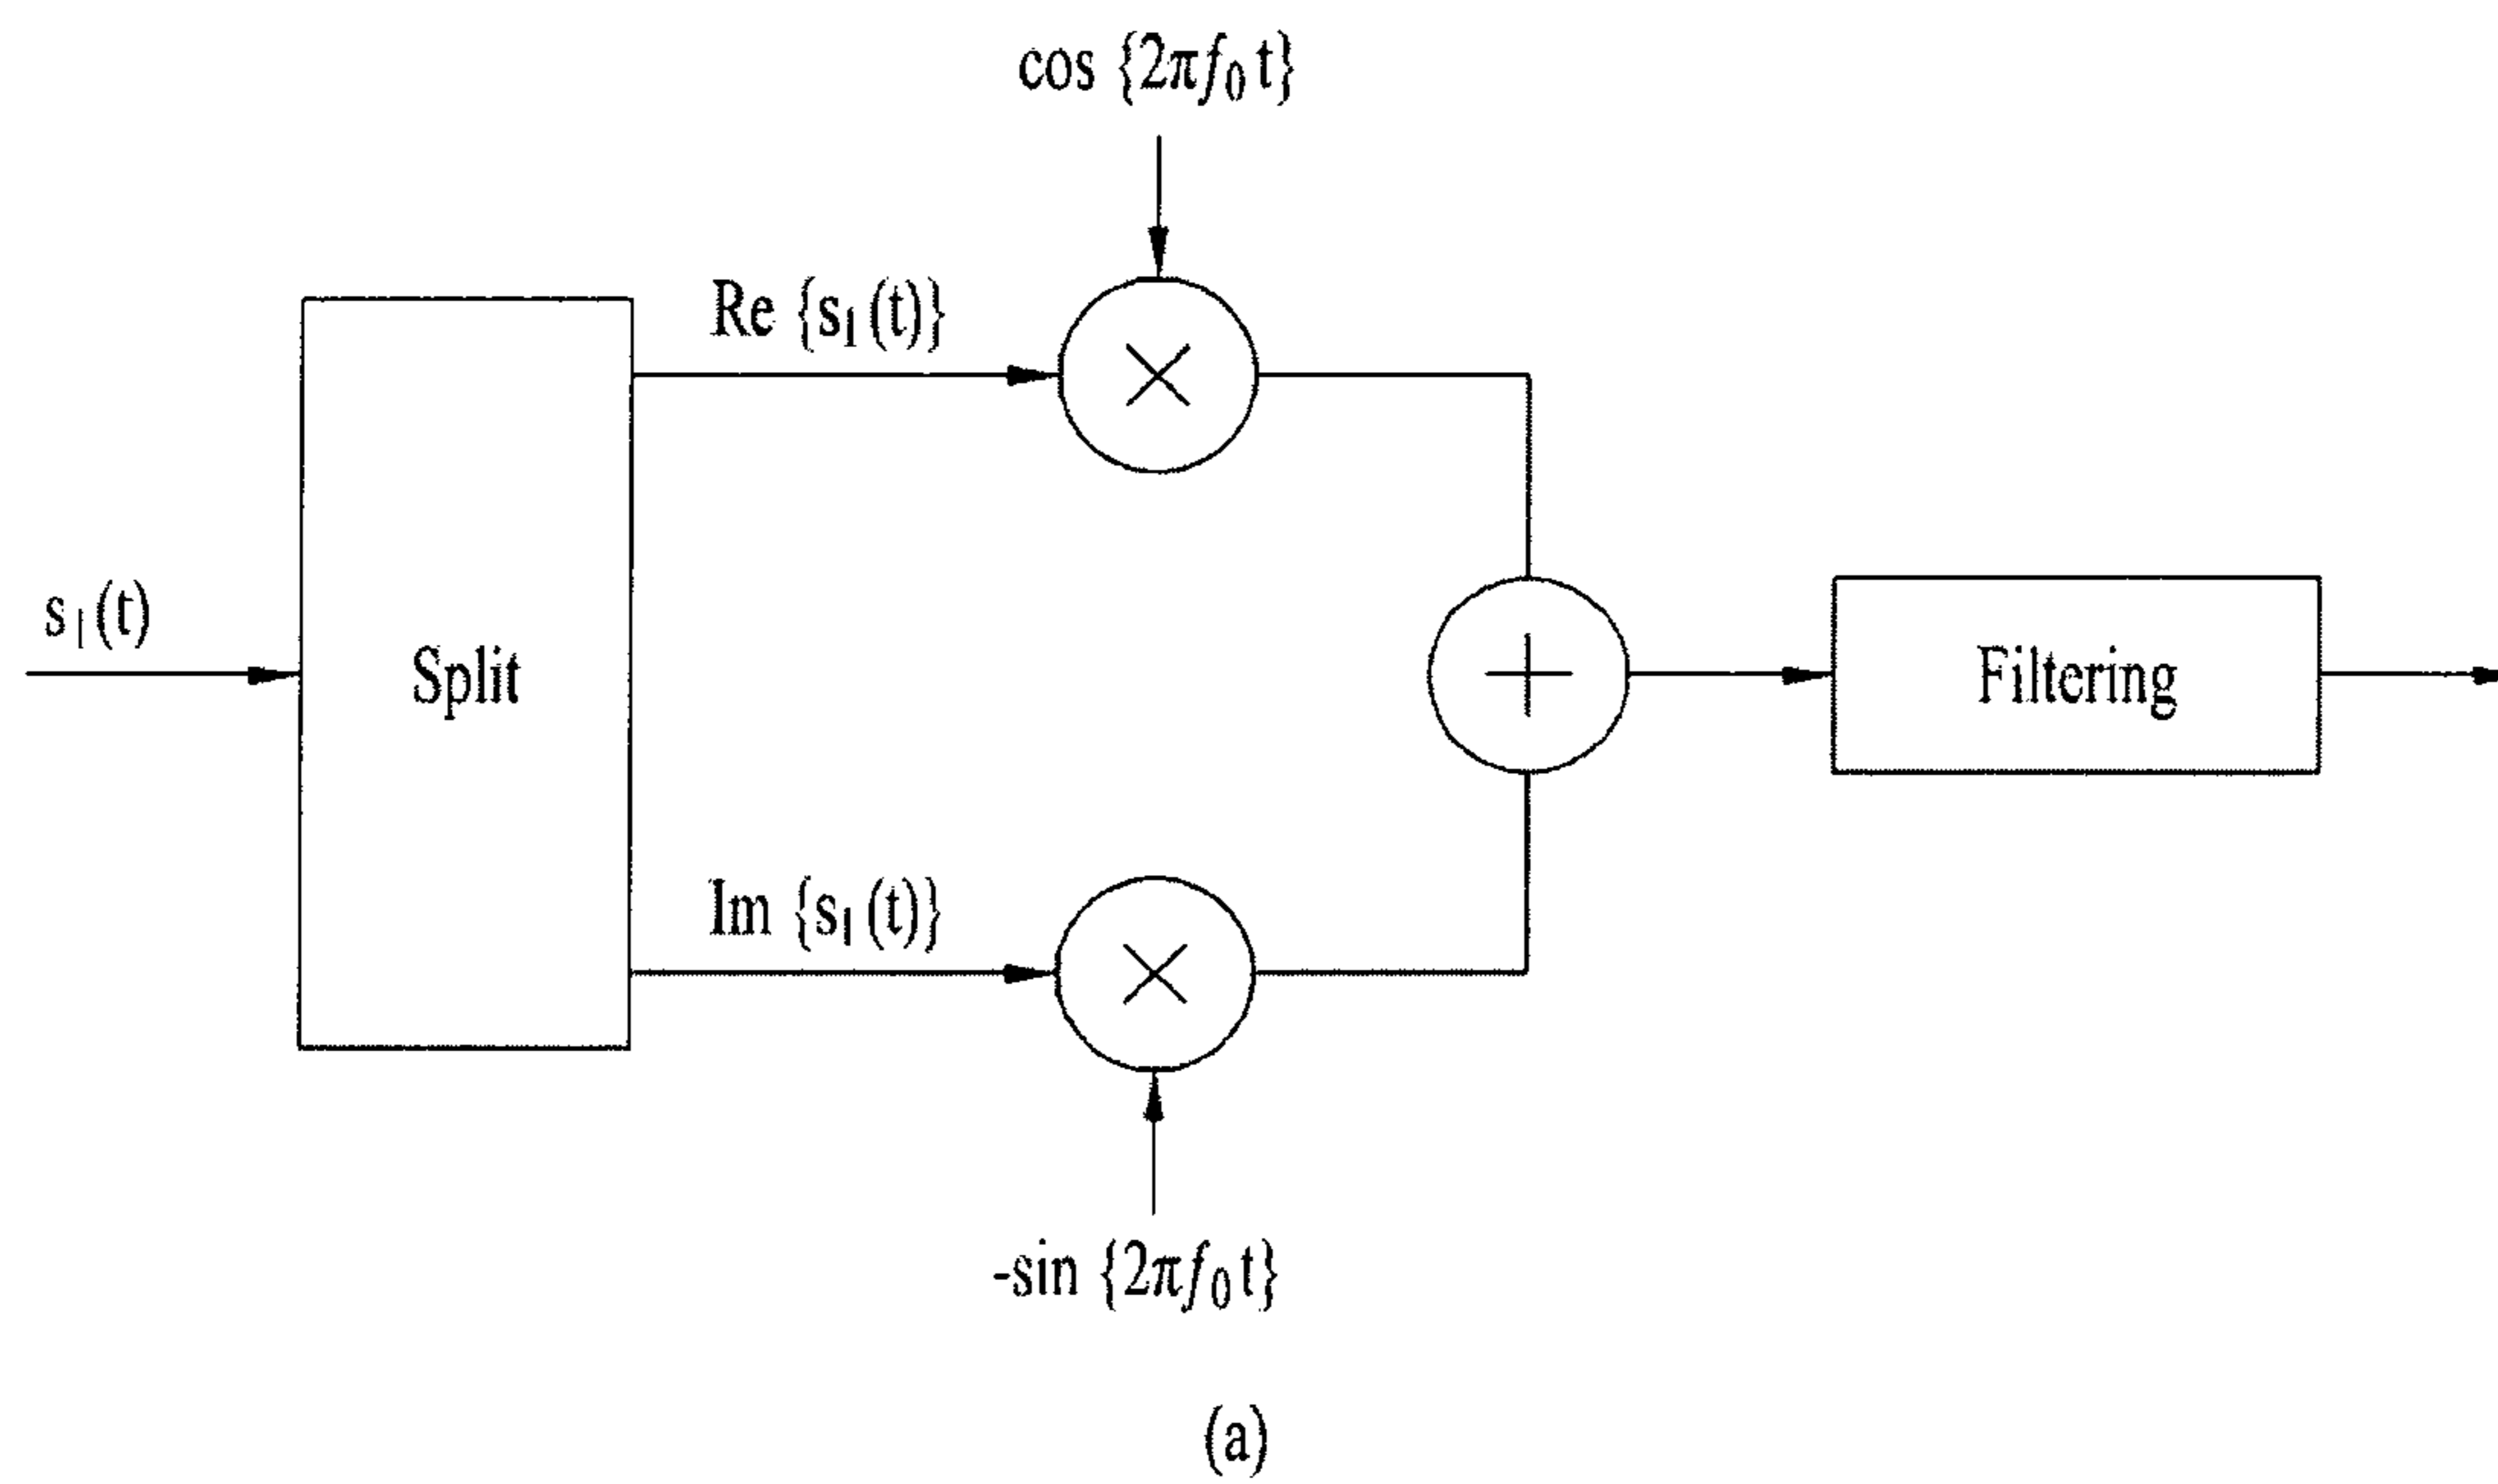 cos {2πf₀t}
Re {sₗ(t)}
sₗ(t)
Split
Filtering
Im {sₗ(t)}
-sin {2πf₀t}
(a)